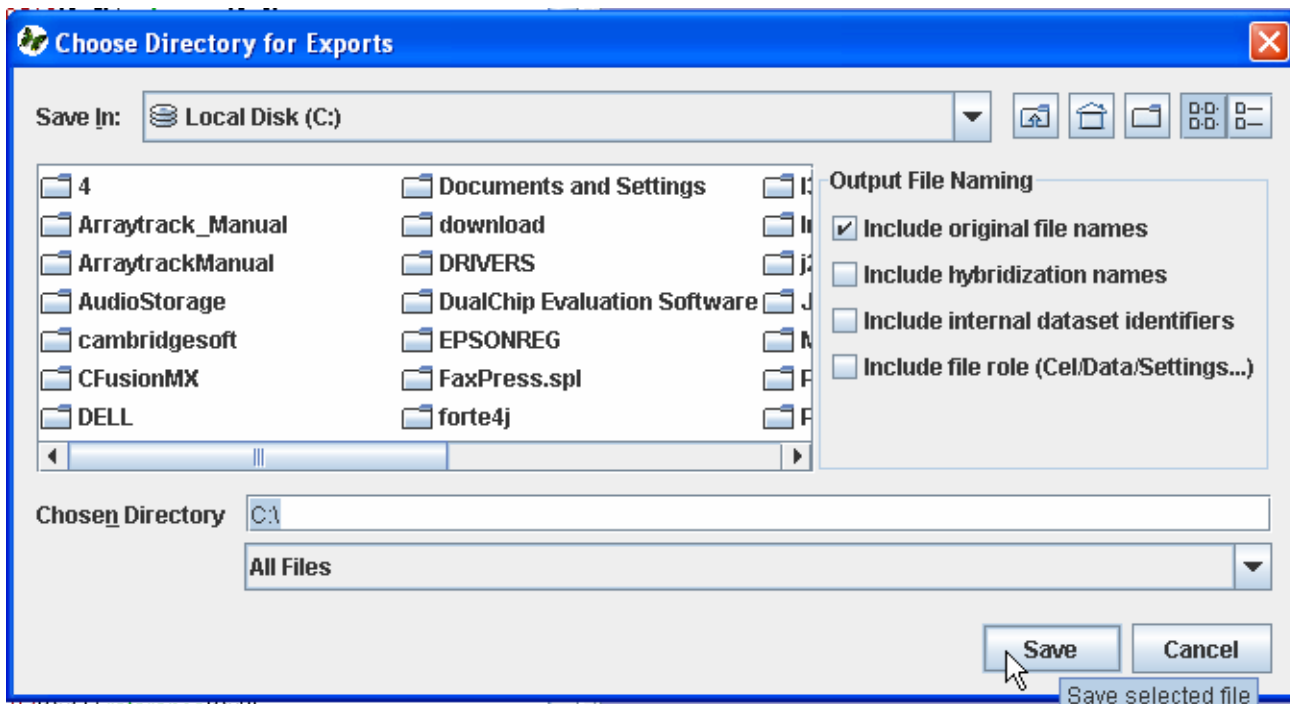 Choose Directory for Exports
Save In: Local Disk (C:)
4 Documents and Settings
Arraytrack_Manual download
ArraytrackManual DRIVERS
AudioStorage DualChip Evaluation Software
cambridgesoft EPSONREG
CFusionMX FaxPress.spl
DELL forte4j
Output File Naming
Include original file names
Include hybridization names
Include internal dataset identifiers
Include file role (Cel/Data/Settings...)
Chosen Directory C:\
All Files
Save Cancel
Save selected file